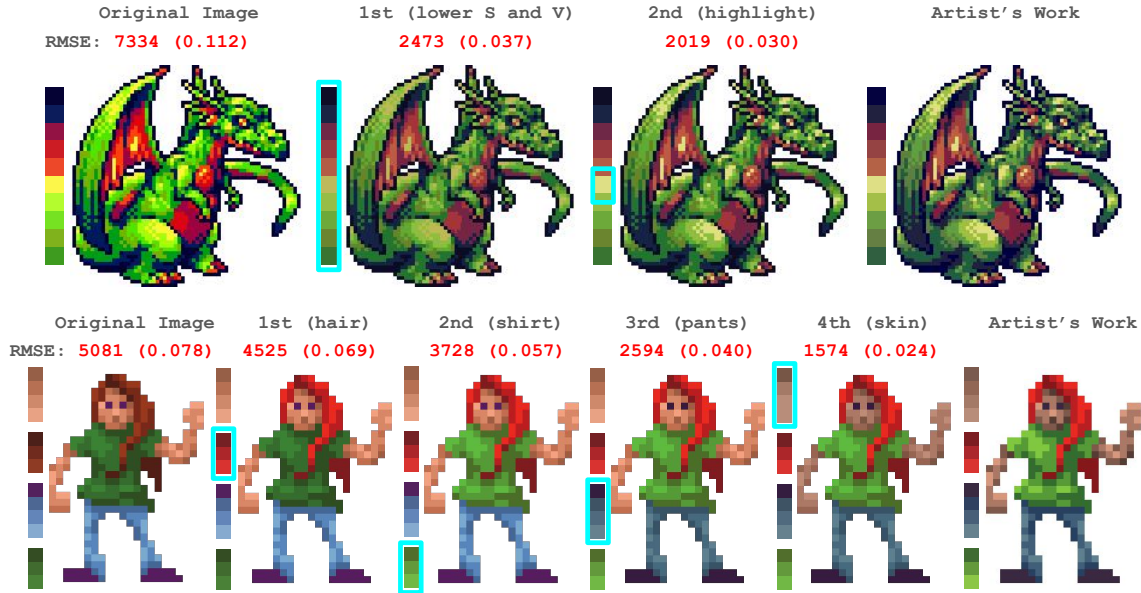 Original Image 1st (lower S and V) 2nd (highlight) Artist's Work
RMSE: 7334 (0.112) 2473 (0.037) 2019 (0.030)
Original Image 1st (hair) 2nd (shirt) 3rd (pants) 4th (skin) Artist's Work
RMSE: 5081 (0.078) 4525 (0.069) 3728 (0.057) 2594 (0.040) 1574 (0.024)